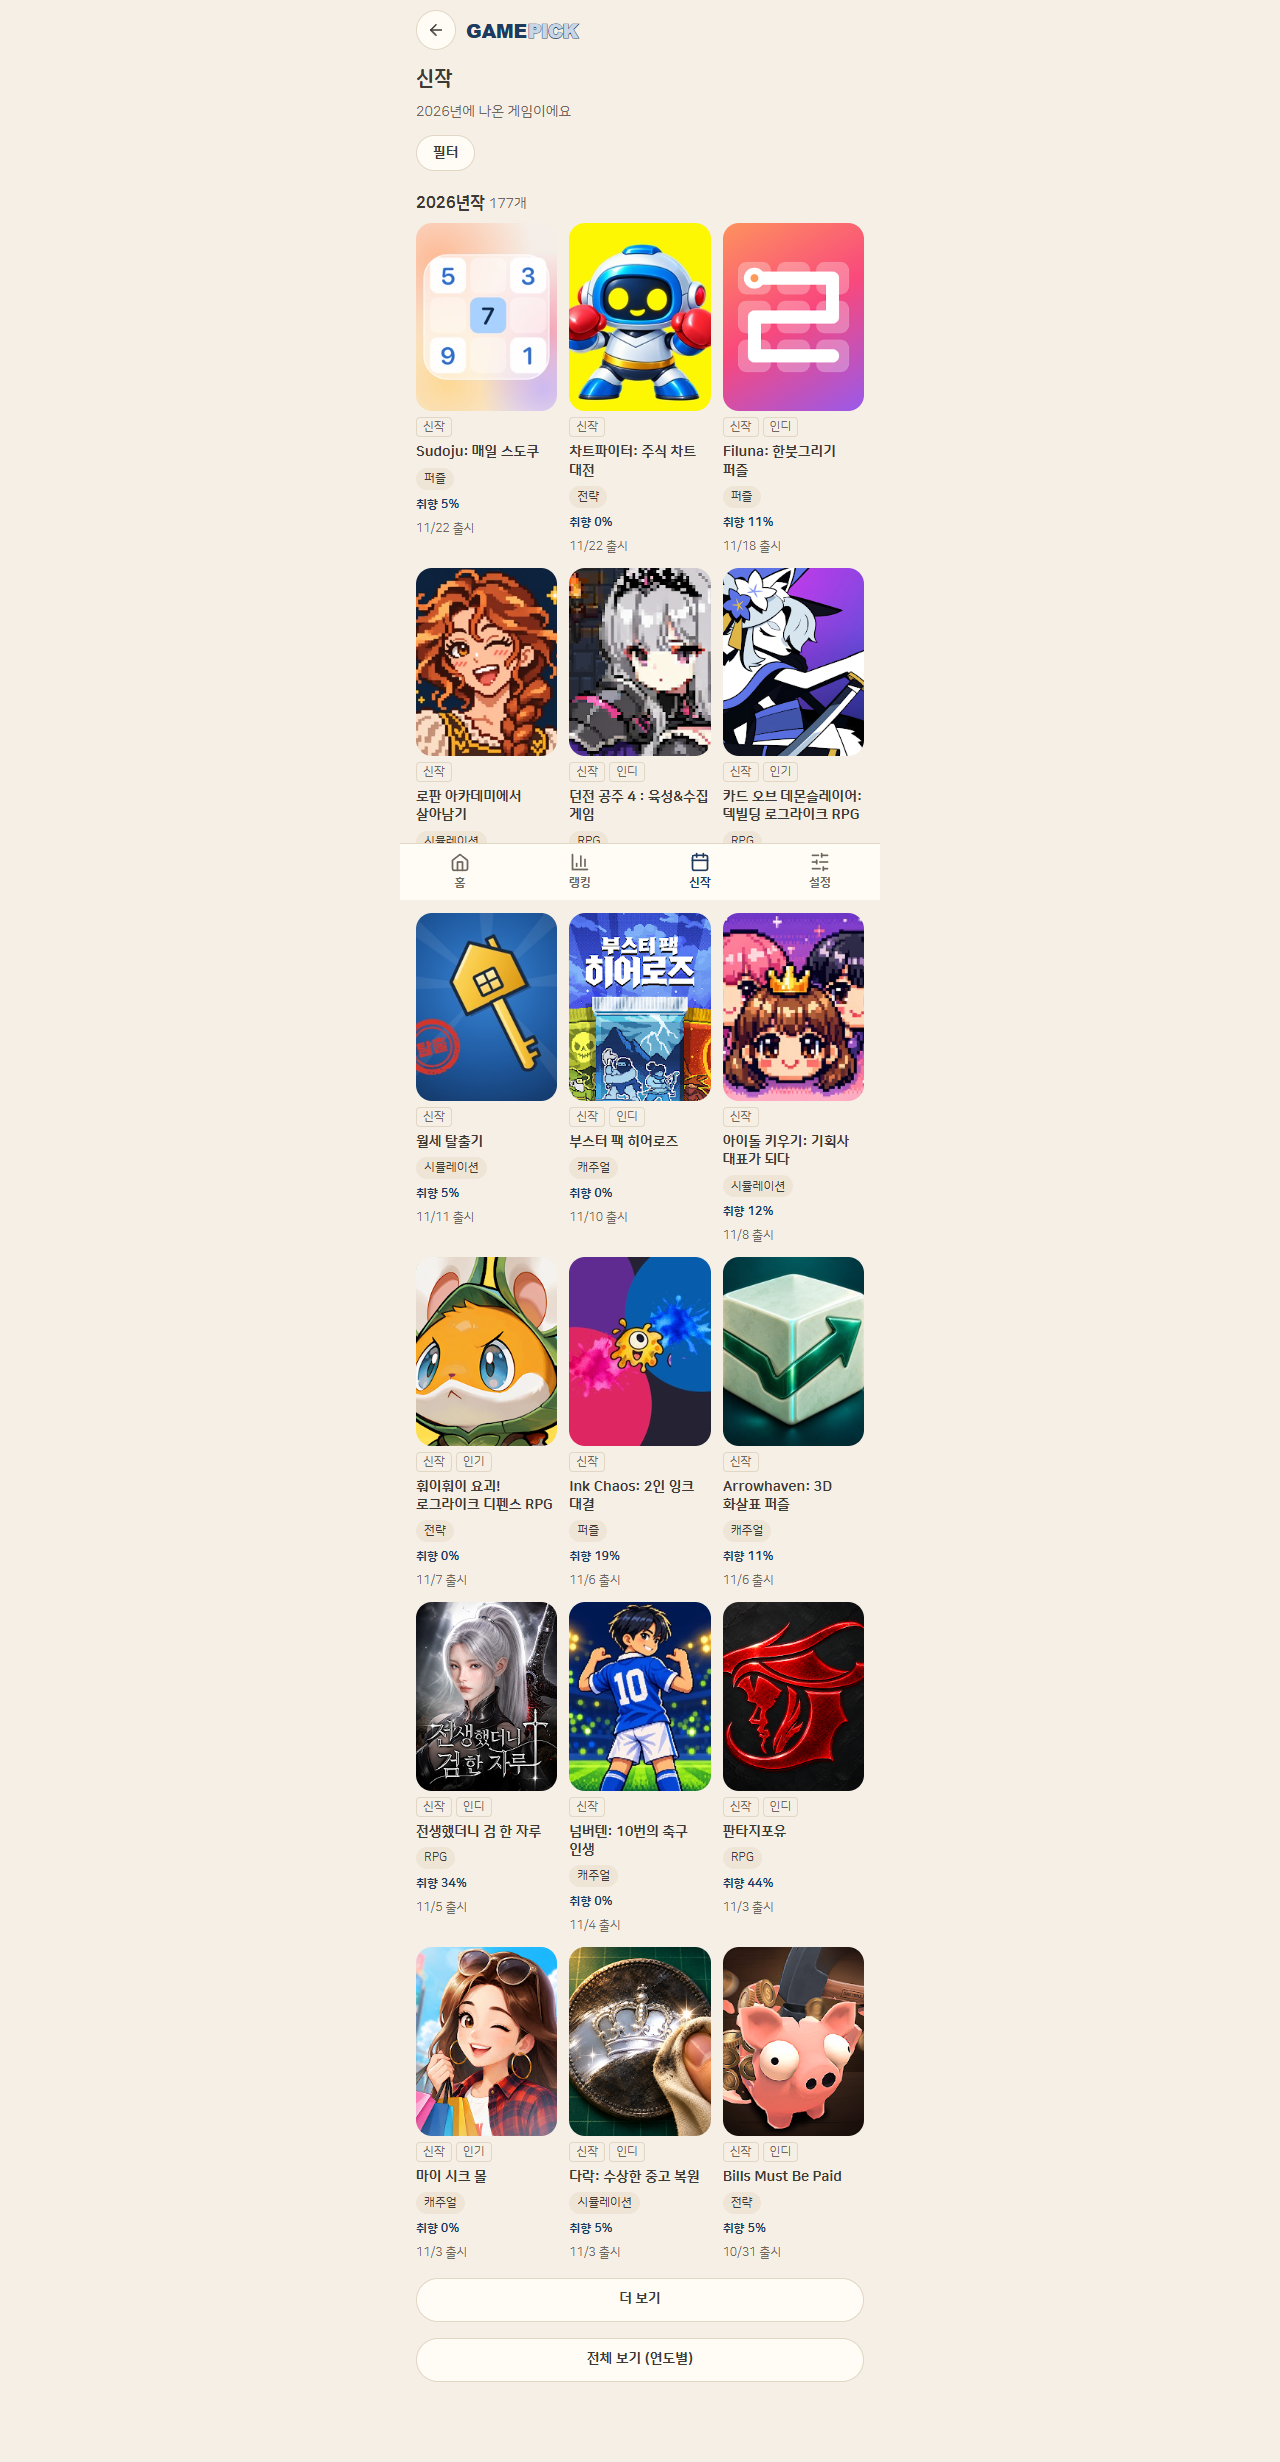 GAMEPICK
신작
2026년에 나온 게임이에요
필터
2026년작 177개
5 3
7
9 1
신작
Sudoju: 매일 스도쿠
퍼즐
취향 5%
11/22 출시
신작
차트파이터: 주식 차트
대전
전략
취향 0%
11/22 출시
신작 인디
Filuna: 한붓그리기
퍼즐
퍼즐
취향 11%
11/18 출시
신작
로판 아카데미에서
살아남기
시뮬레이션
신작 인디
던전 공주 4 : 육성&수집
게임
RPG
신작 인기
카드 오브 데몬슬레이어:
덱빌딩 로그라이크 RPG
RPG
홈
랭킹
신작
설정
탈출
신작
월세 탈출기
시뮬레이션
취향 5%
11/11 출시
부스터 팩
히어로즈
신작 인디
부스터 팩 히어로즈
캐주얼
취향 0%
11/10 출시
신작
아이돌 키우기: 기획사
대표가 되다
시뮬레이션
취향 12%
11/8 출시
신작 인기
훠이훠이 요괴!
로그라이크 디펜스 RPG
전략
취향 0%
11/7 출시
신작
Ink Chaos: 2인 잉크
대결
퍼즐
취향 19%
11/6 출시
신작
Arrowhaven: 3D
화살표 퍼즐
캐주얼
취향 11%
11/6 출시
전생했더니
검 한 자루
신작 인디
전생했더니 검 한 자루
RPG
취향 34%
11/5 출시
10
신작
넘버텐: 10번의 축구
인생
캐주얼
취향 0%
11/4 출시
신작 인디
판타지포유
RPG
취향 44%
11/3 출시
신작 인기
마이 시크 몰
캐주얼
취향 0%
11/3 출시
신작 인디
다락: 수상한 중고 복원
시뮬레이션
취향 5%
11/3 출시
신작 인디
Bills Must Be Paid
전략
취향 5%
10/31 출시
더 보기
전체 보기 (연도별)